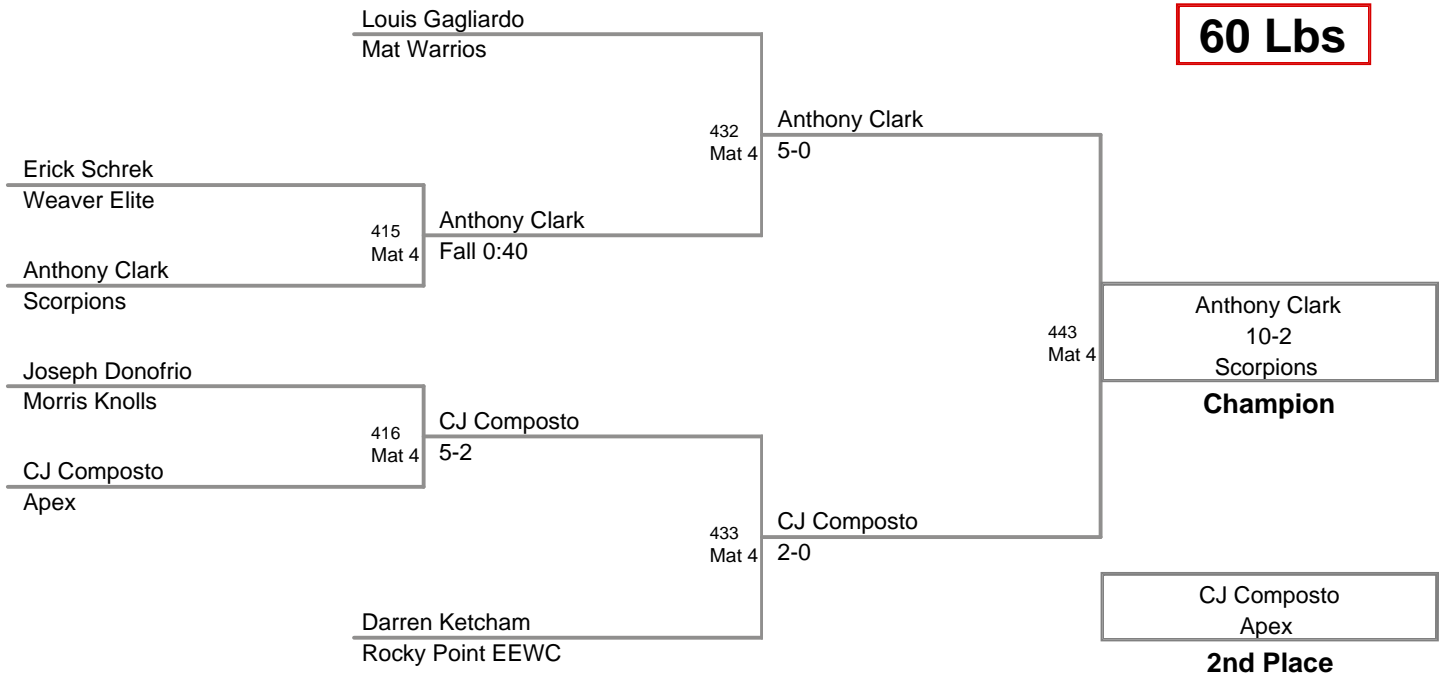 Louis Gagliardo
Mat Warrios
60 Lbs
432
Mat 4
Anthony Clark
5-0
Erick Schrek
Weaver Elite
415
Mat 4
Anthony Clark
Fall 0:40
Anthony Clark
Scorpions
443
Mat 4
Anthony Clark
10-2
Scorpions
Champion
Joseph Donofrio
Morris Knolls
416
Mat 4
CJ Composto
5-2
CJ Composto
Apex
433
Mat 4
CJ Composto
2-0
Darren Ketcham
Rocky Point EEWC
CJ Composto
Apex
2nd Place